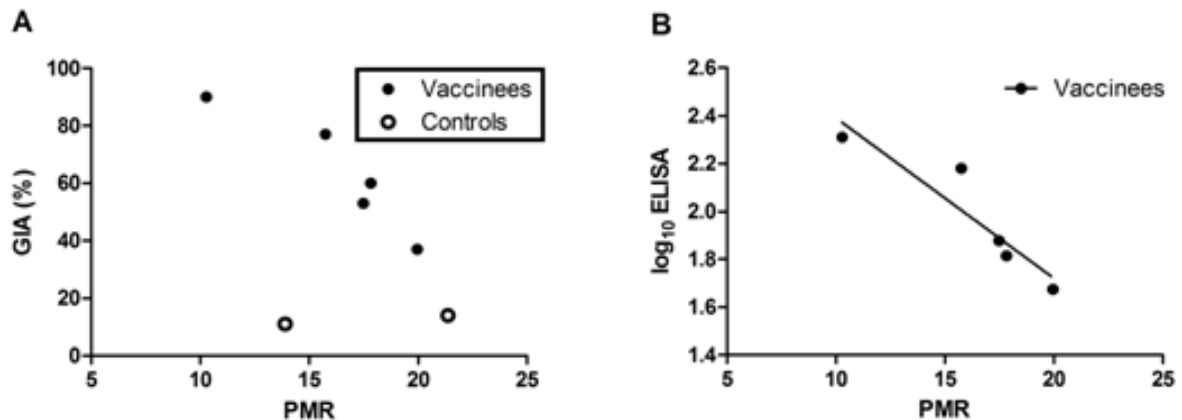 A
100
80
60
40
20
0
GIA (%)
5 10 15 20 25
PMR
Vaccinees
Controls
B
2.6
2.4
2.2
2.0
1.8
1.6
1.4
log10 ELISA
5 10 15 20 25
PMR
Vaccinees